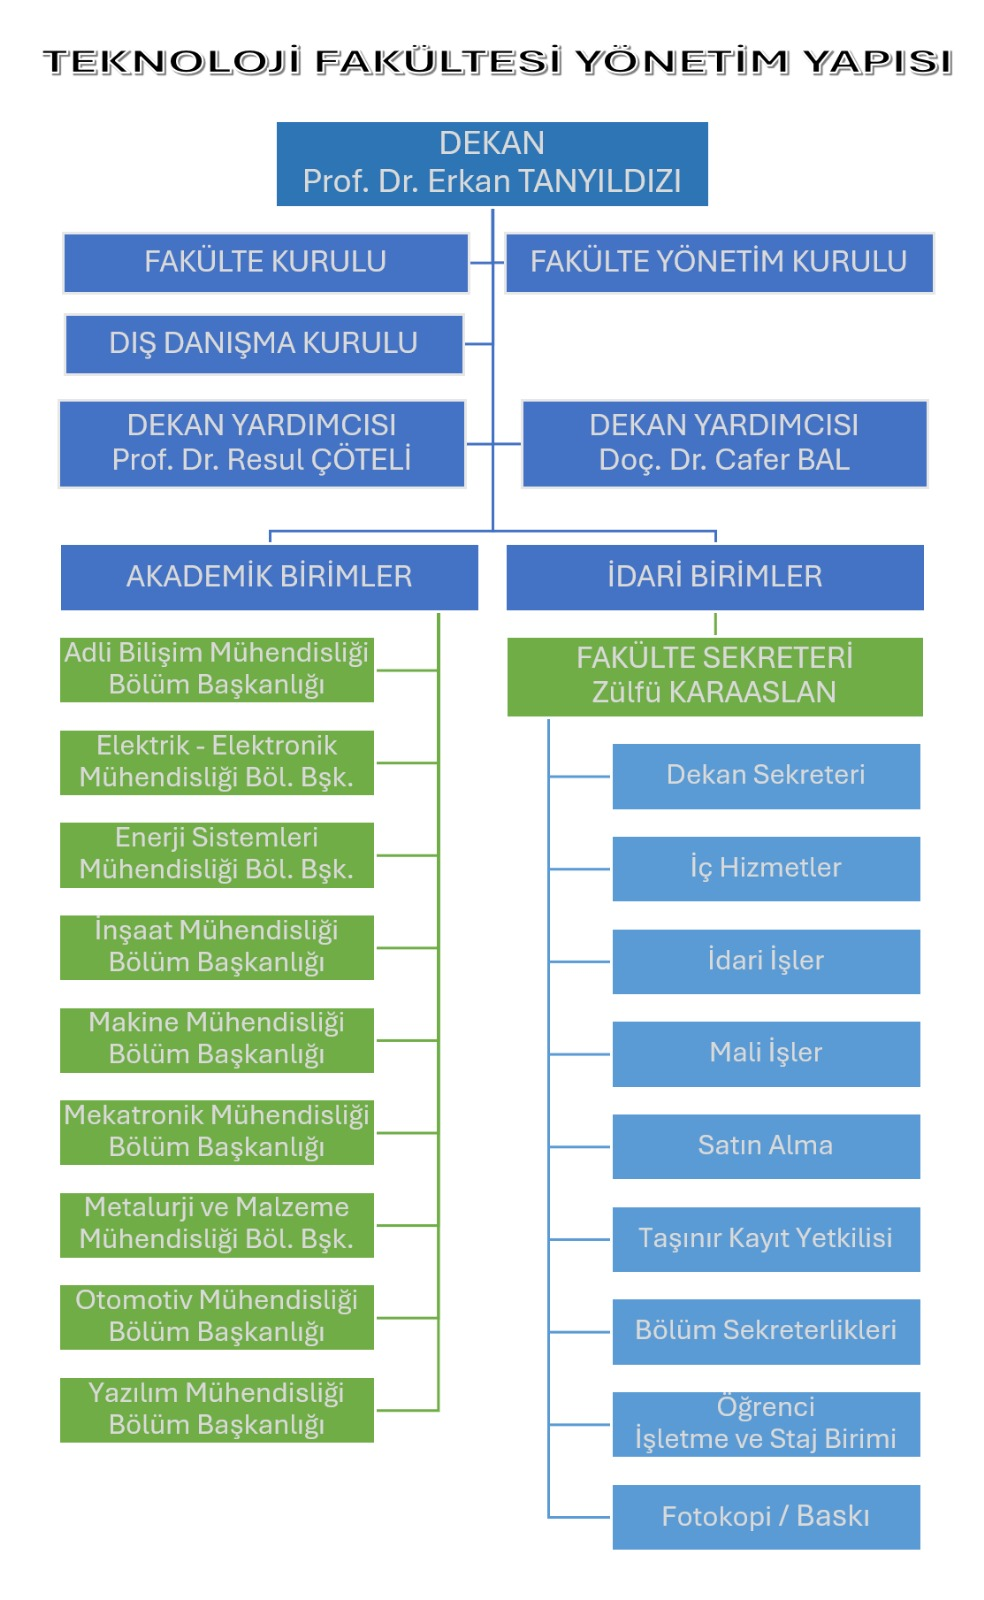 TEKNOLOJİ FAKÜLTESİ YÖNETİM YAPISI
DEKAN
Prof. Dr. Erkan TANYILDIZI
FAKÜLTE KURULU
FAKÜLTE YÖNETİM KURULU
DIŞ DANIŞMA KURULU
DEKAN YARDIMCISI
Prof. Dr. Resul ÇÖTELİ
DEKAN YARDIMCISI
Doç. Dr. Cafer BAL
AKADEMİK BİRİMLER
Adli Bilişim Mühendisliği
Bölüm Başkanlığı
Elektrik - Elektronik
Mühendisliği Böl. Bşk.
Enerji Sistemleri
Mühendisliği Böl. Bşk.
İnşaat Mühendisliği
Bölüm Başkanlığı
Makine Mühendisliği
Bölüm Başkanlığı
Mekatronik Mühendisliği
Bölüm Başkanlığı
Metalurji ve Malzeme
Mühendisliği Böl. Bşk.
Otomotiv Mühendisliği
Bölüm Başkanlığı
Yazılım Mühendisliği
Bölüm Başkanlığı
İDARİ BİRİMLER
FAKÜLTE SEKRETERİ
Zülfü KARAASLAN
Dekan Sekreteri
İç Hizmetler
İdari İşler
Mali İşler
Satın Alma
Taşınır Kayıt Yetkilisi
Bölüm Sekreterlikleri
Öğrenci
İşletme ve Staj Birimi
Fotokopi / Baskı